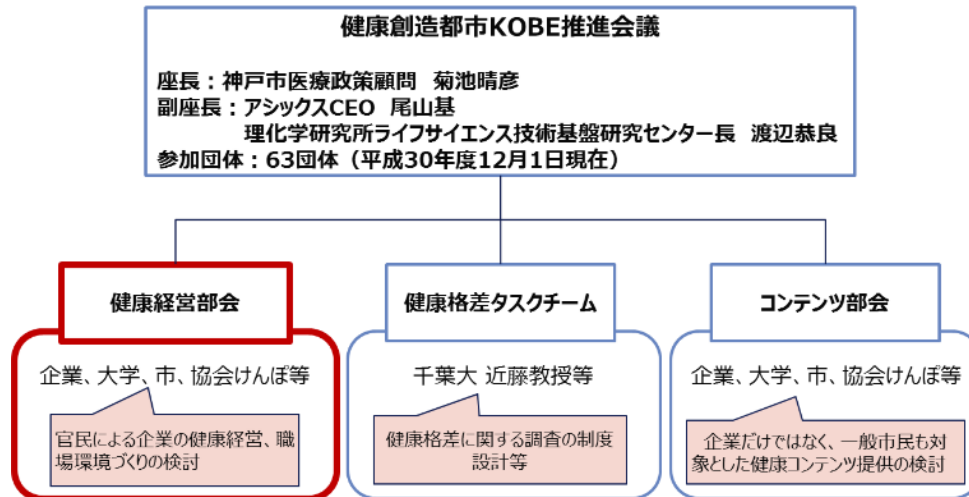 健康創造都市KOBE推進会議
座長：神戸市医療政策顧問 菊池晴彦
副座長：アシックスCEO 尾山基
理化学研究所ライフサイエンス技術基盤研究センター長 渡辺恭良
参加団体：63団体（平成30年度12月1日現在）
健康経営部会
企業、大学、市、協会けんぽ等
官民による企業の健康経営、職
場環境づくりの検討
健康格差タスクチーム
千葉大 近藤教授等
健康格差に関する調査の制度
設計等
コンテンツ部会
企業、大学、市、協会けんぽ等
企業だけではなく、一般市民も対
象とした健康コンテンツ提供の検討